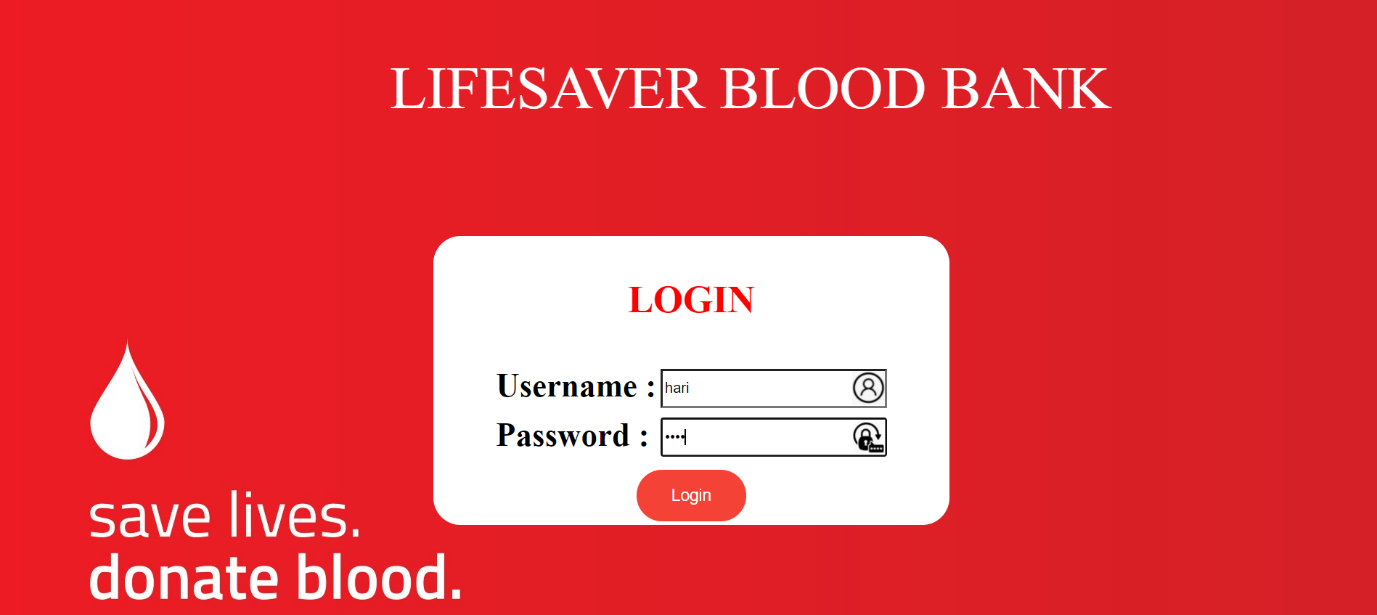 LIFESAVER BLOOD BANK
LOGIN
Username : hari
Password : ••••
Login
save lives.
donate blood.